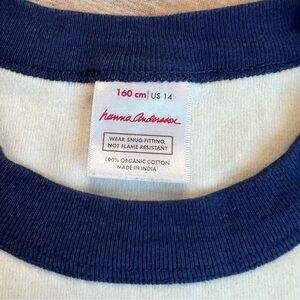 160 cm | US 14
hanna andersson
WEAR SNUG-FITTING,
NOT FLAME RESISTANT
100% ORGANIC COTTON
MADE IN INDIA